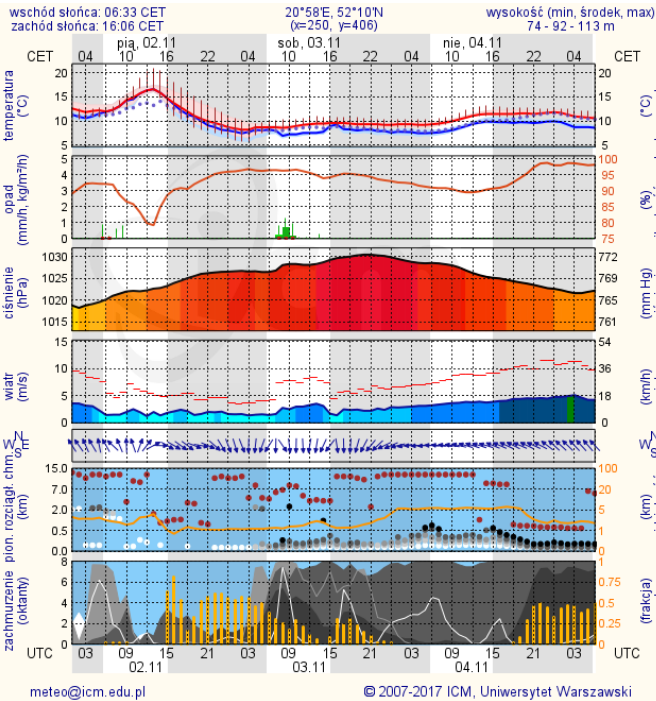 wschód słońca: 06:33 CET 20°58'E, 52°10'N wysokość (min, środek, max)
zachód słońca: 16:06 CET (x=250, y=406) 74 - 92 - 113 m
pią, 02.11 sob, 03.11 nie, 04.11
CET 04 10 16 22 04 10 16 22 04 10 16 22 04 CET
temperatura (°C)
20 15 10 5
20 15 10 5
(°C)
opad (mm/h, kg/m²/h)
5 4 3 2 1 0
100 95 90 85 80 75
(%)
ciśnienie (hPa)
1030 1025 1020 1015
772 769 765 761
(mm Hg)
wiatr (m/s)
15 10 5 0
54 36 18 0
(km/h)
N W E S
N W S
pion. rozciągł. chm. (km)
15.0 7.0 2.0 0.5 0.0
100 20 5 1 0
(km)
zachmurzenie (oktanty)
8 6 4 2 0
1 0.75 0.5 0.25 0
(frakcja)
UTC 03 09 15 21 03 09 15 21 03 09 15 21 03 UTC
02.11 03.11 04.11
meteo@icm.edu.pl © 2007-2017 ICM, Uniwersytet Warszawski